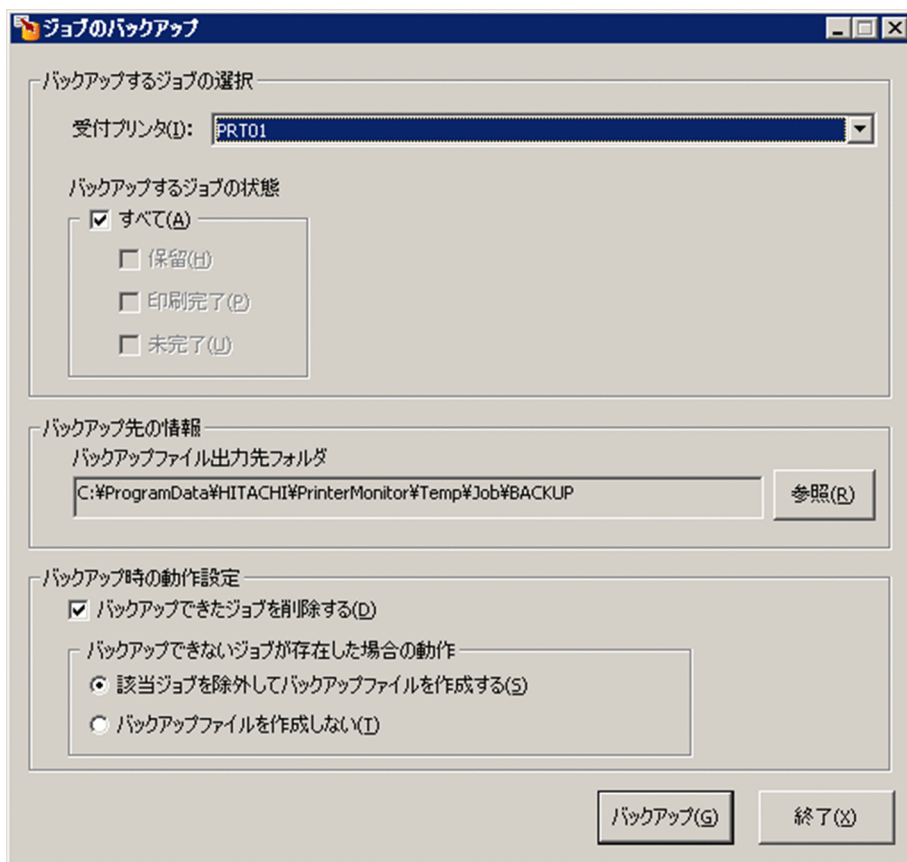 ジョブのバックアップ
バックアップするジョブの選択
受付プリンタ(I): PRT01
バックアップするジョブの状態
すべて(A)
保留(H)
印刷完了(P)
未完了(U)
バックアップ先の情報
バックアップファイル出力先フォルダ
C:¥ProgramData¥HITACHI¥PrinterMonitor¥Temp¥Job¥BACKUP
参照(R)
バックアップ時の動作設定
バックアップできたジョブを削除する(D)
バックアップできないジョブが存在した場合の動作
該当ジョブを除外してバックアップファイルを作成する(S)
バックアップファイルを作成しない(T)
バックアップ(G) 終了(X)